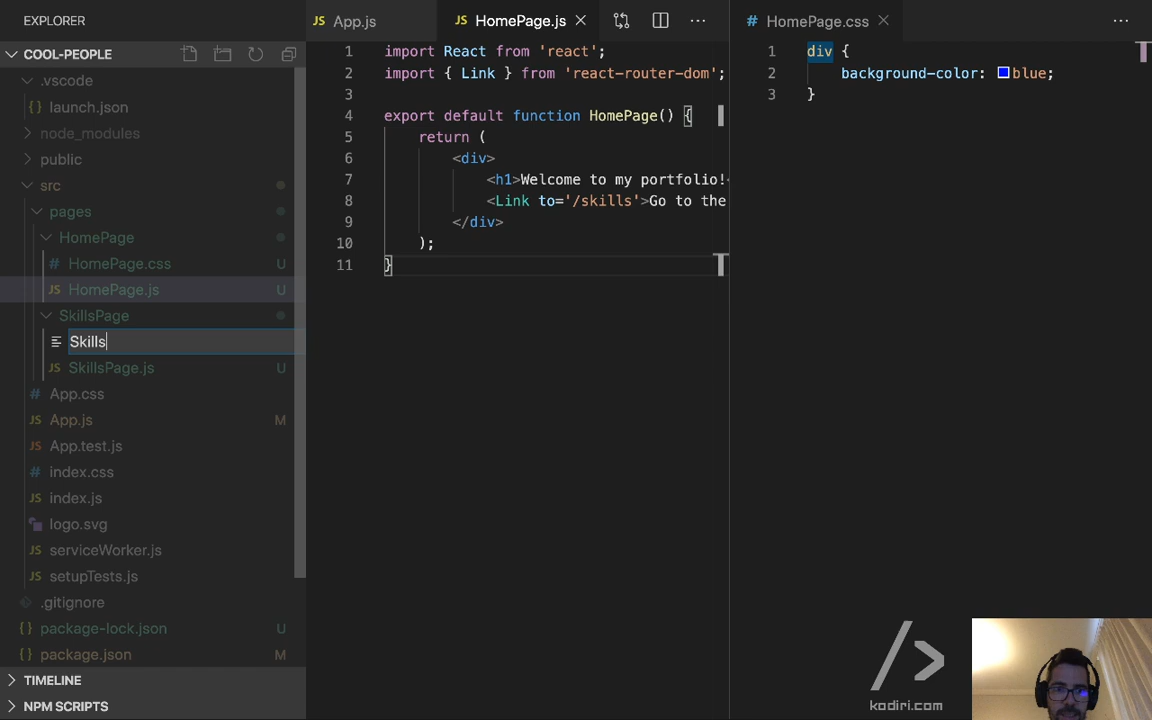 EXPLORER
COOL-PEOPLE
.vscode
{} launch.json
node_modules
public
src
pages
HomePage
# HomePage.css U
JS HomePage.js U
SkillsPage
Skills
JS SkillsPage.js U
# App.css
JS App.js M
JS App.test.js
# index.css
JS index.js
logo.svg
JS serviceWorker.js
JS setupTests.js
.gitignore
{} package-lock.json U
{} package.json M
TIMELINE
NPM SCRIPTS
JS App.js
JS HomePage.js
1 import React from 'react';
2 import { Link } from 'react-router-dom';
3
4 export default function HomePage() {
5 return (
6 <div>
7 <h1>Welcome to my portfolio!<
8 <Link to='/skills'>Go to the
9 </div>
10 );
11 }
# HomePage.css
1 div {
2 background-color: blue;
3 }
/>
kodiri.com